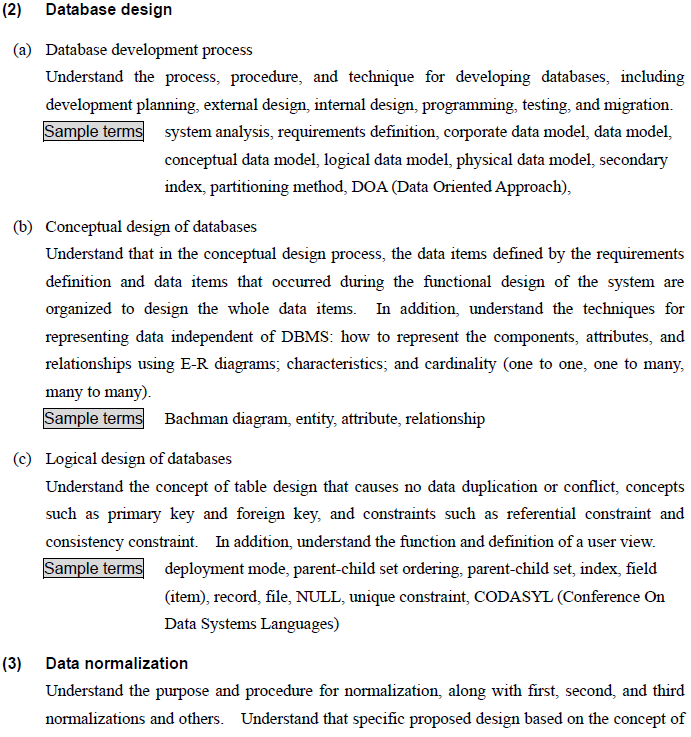 (2) Database design
(a) Database development process
Understand the process, procedure, and technique for developing databases, including
development planning, external design, internal design, programming, testing, and migration.
Sample terms system analysis, requirements definition, corporate data model, data model,
conceptual data model, logical data model, physical data model, secondary
index, partitioning method, DOA (Data Oriented Approach),
(b) Conceptual design of databases
Understand that in the conceptual design process, the data items defined by the requirements
definition and data items that occurred during the functional design of the system are
organized to design the whole data items. In addition, understand the techniques for
representing data independent of DBMS: how to represent the components, attributes, and
relationships using E-R diagrams; characteristics; and cardinality (one to one, one to many,
many to many).
Sample terms Bachman diagram, entity, attribute, relationship
(c) Logical design of databases
Understand the concept of table design that causes no data duplication or conflict, concepts
such as primary key and foreign key, and constraints such as referential constraint and
consistency constraint. In addition, understand the function and definition of a user view.
Sample terms deployment mode, parent-child set ordering, parent-child set, index, field
(item), record, file, NULL, unique constraint, CODASYL (Conference On
Data Systems Languages)
(3) Data normalization
Understand the purpose and procedure for normalization, along with first, second, and third
normalizations and others. Understand that specific proposed design based on the concept of